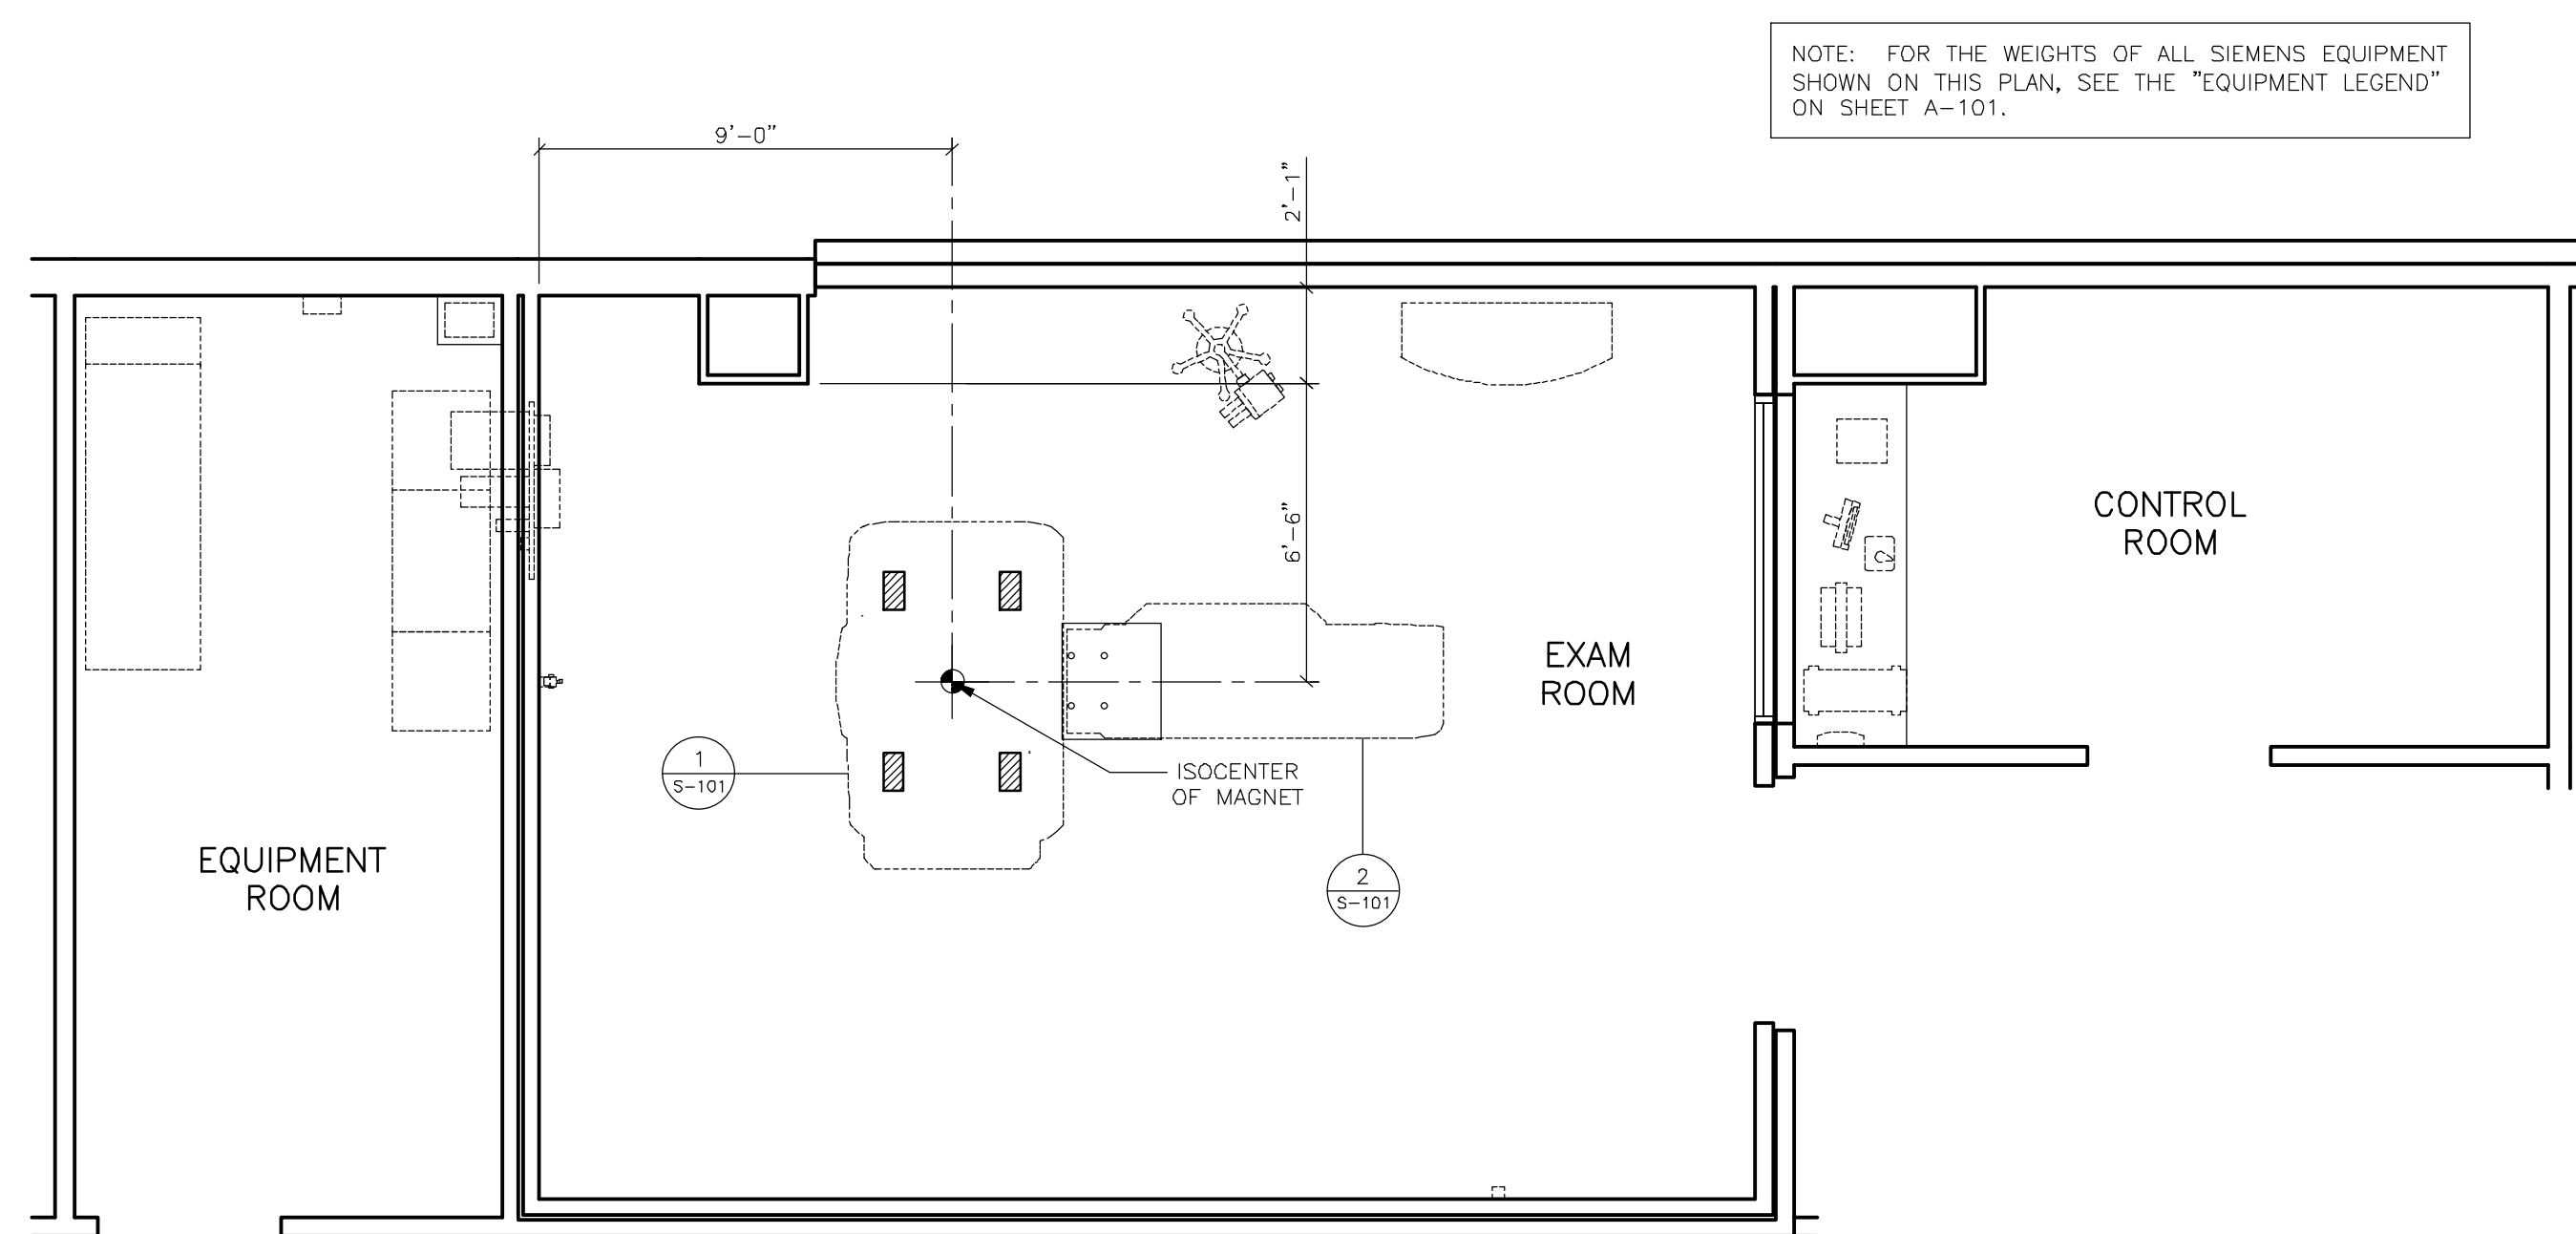 NOTE: FOR THE WEIGHTS OF ALL SIEMENS EQUIPMENT
SHOWN ON THIS PLAN, SEE THE "EQUIPMENT LEGEND"
ON SHEET A-101.
9'-0"
2'-1"
6'-6"
CONTROL
ROOM
EXAM
ROOM
1
S-101
ISOCENTER
OF MAGNET
EQUIPMENT
ROOM
2
S-101